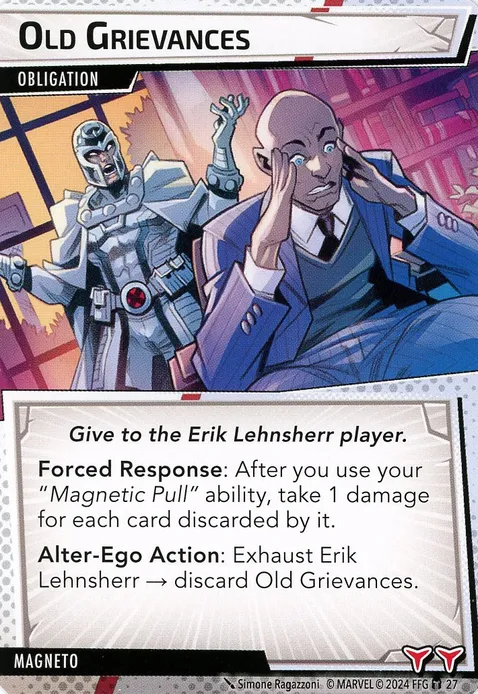 OLD GRIEVANCES
OBLIGATION
Give to the Erik Lehnsherr player.
Forced Response: After you use your
“Magnetic Pull” ability, take 1 damage
for each card discarded by it.
Alter-Ego Action: Exhaust Erik
Lehnsherr → discard Old Grievances.
MAGNETO
Simone Ragazzoni © MARVEL © 2024 FFG 27